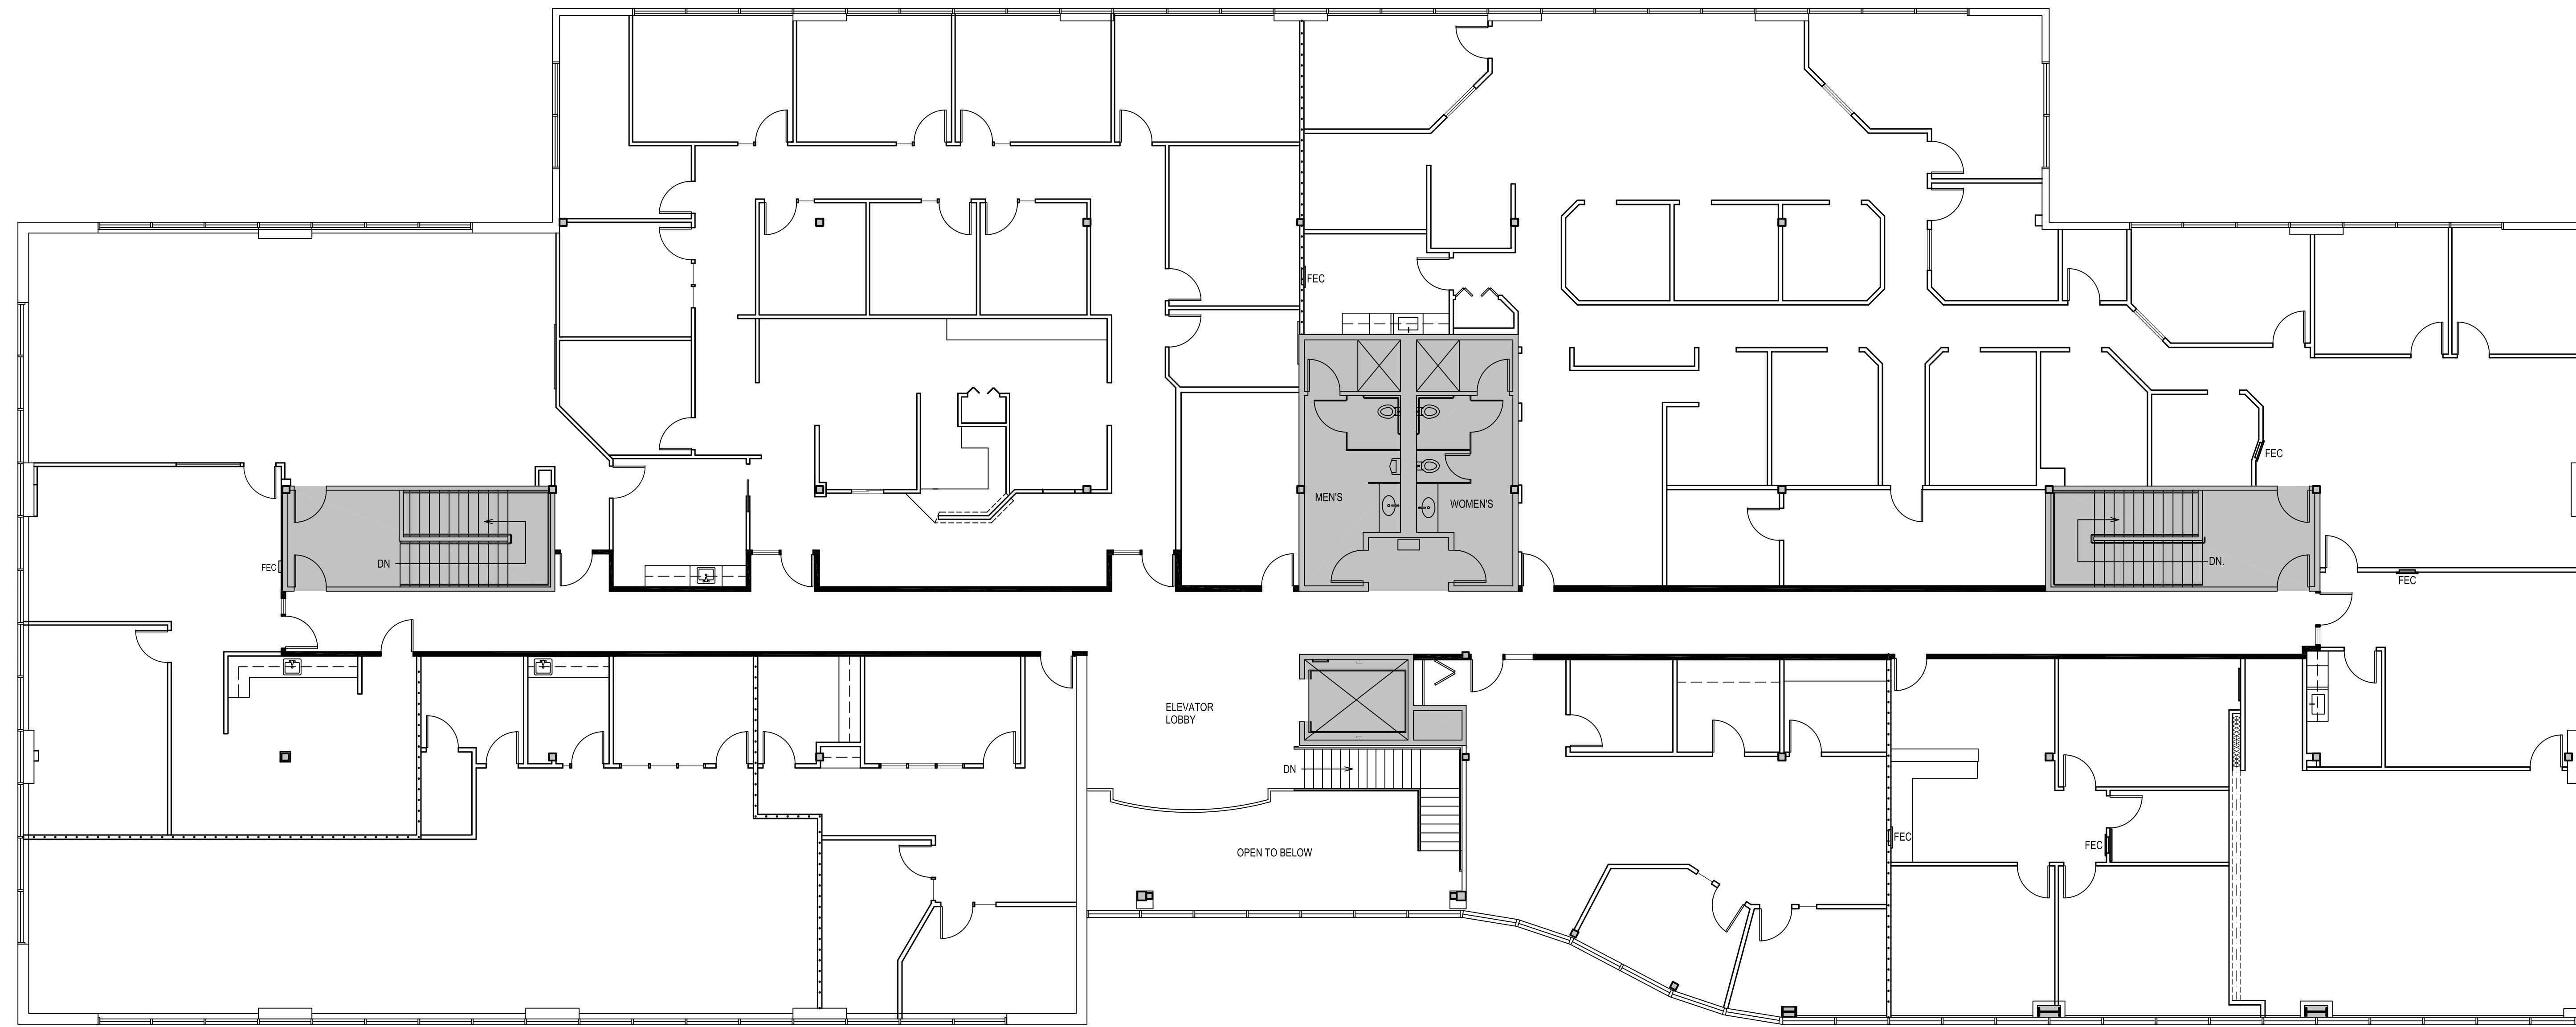 FEC
FEC
MEN'S
WOMEN'S
DN
FEC
DN.
FEC
ELEVATOR
LOBBY
DN
FEC
FEC
OPEN TO BELOW